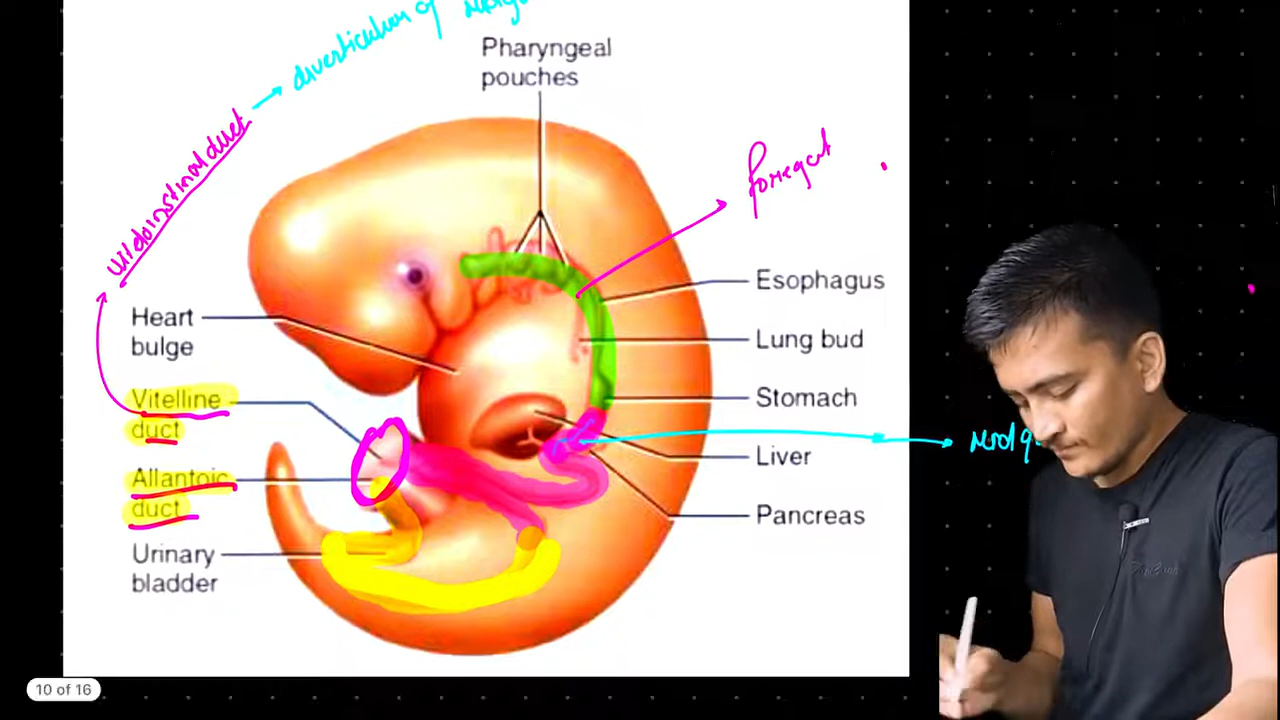 diverticulum of
Pharyngeal
pouches
foregut
Esophagus
Heart
bulge
Lung bud
Vitelline
duct
Stomach
Liver
Allantoic
duct
Pancreas
Urinary
bladder
10 of 16